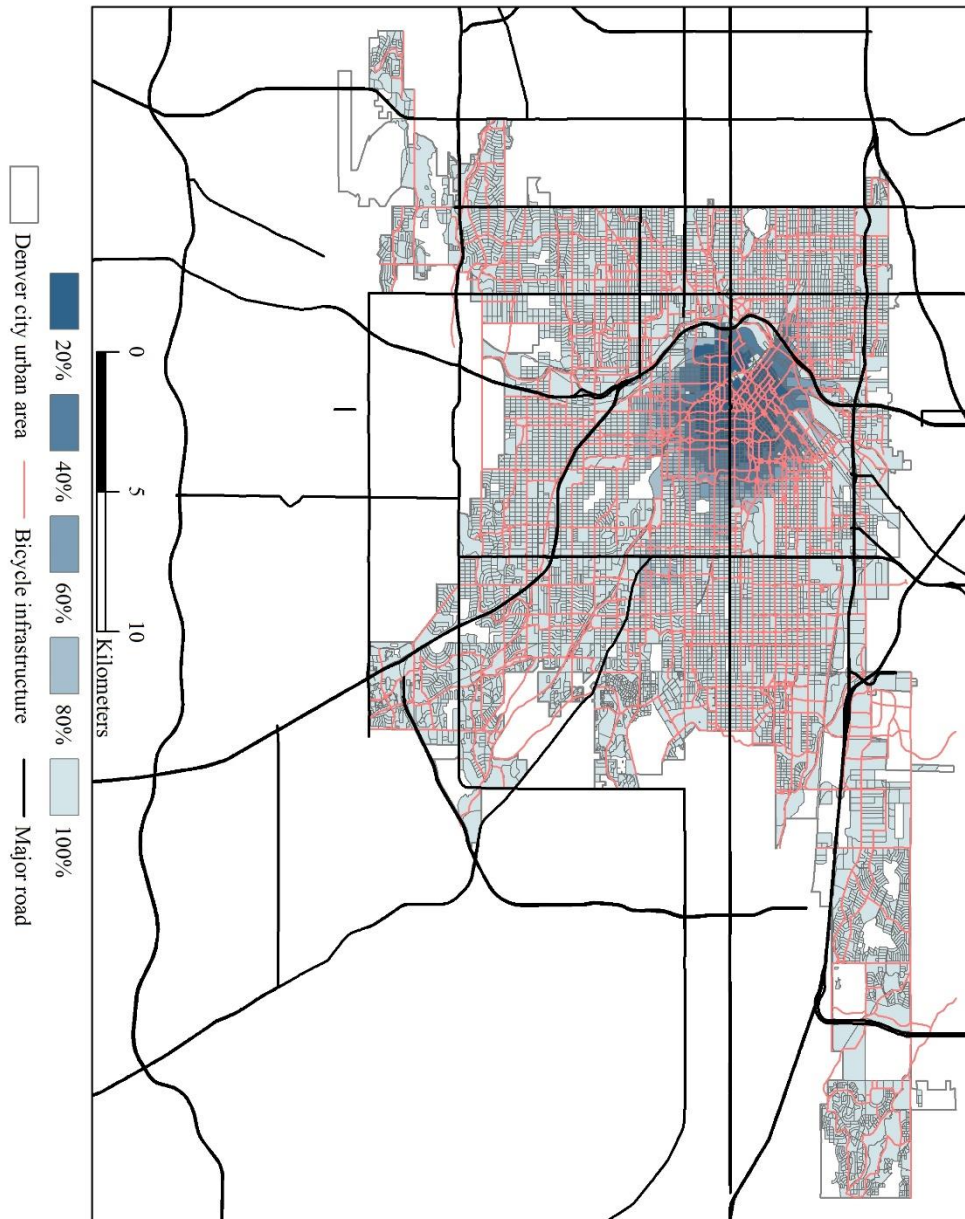 0 5 10
Kilometers
20% 40% 60% 80% 100%
Denver city urban area Bicycle infrastructure Major road